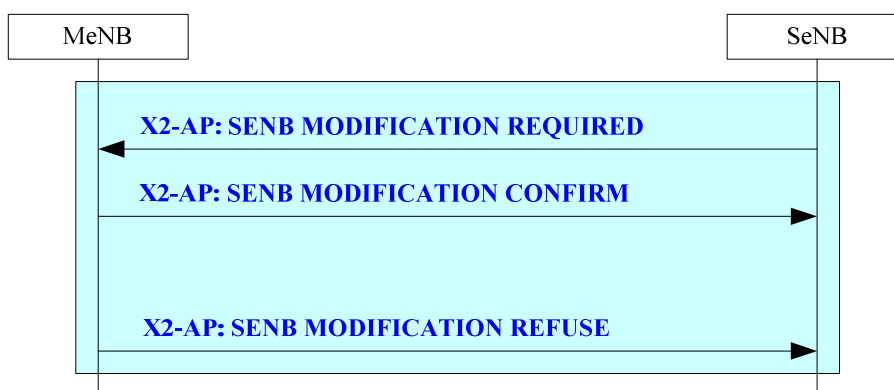 MeNB
SeNB
X2-AP: SENB MODIFICATION REQUIRED
X2-AP: SENB MODIFICATION CONFIRM
X2-AP: SENB MODIFICATION REFUSE